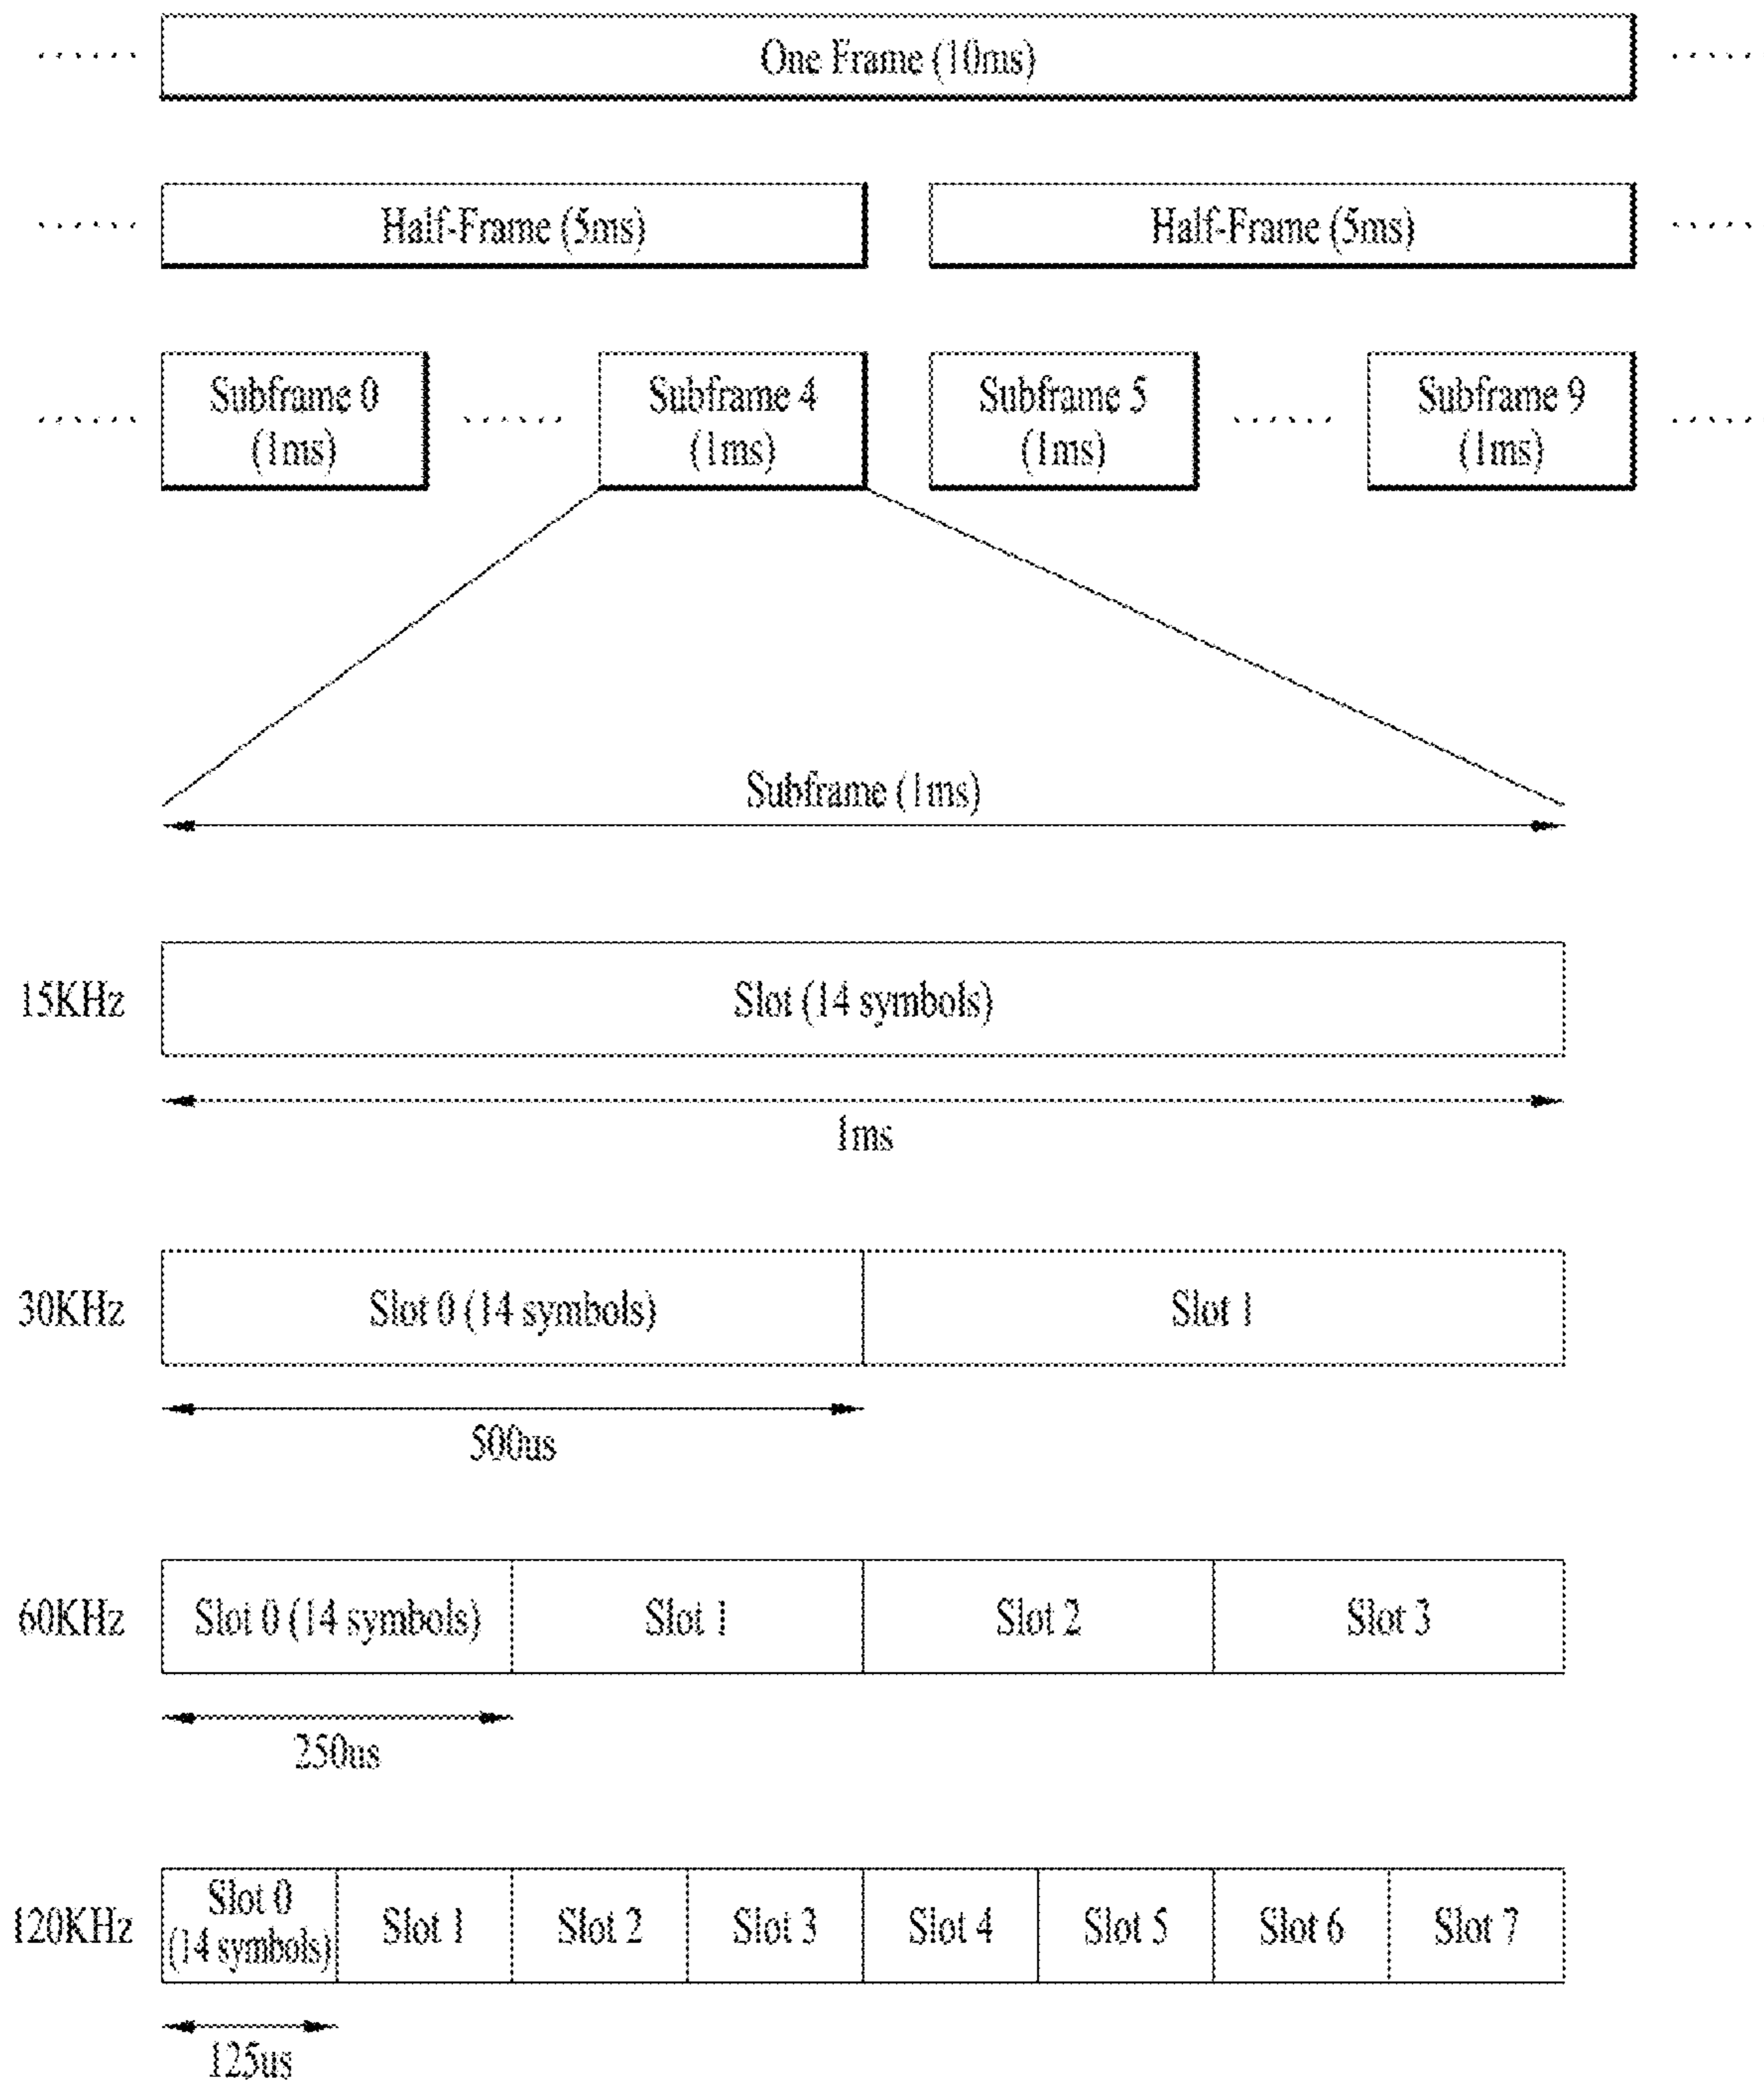 One Frame (10ms)
Half-Frame (5ms)
Half-Frame (5ms)
Subframe 0
(1ms)
Subframe 4
(1ms)
Subframe 5
(1ms)
Subframe 9
(1ms)
Subframe (1ms)
15KHz
Slot (14 symbols)
1ms
30KHz
Slot 0 (14 symbols)
Slot 1
500us
60KHz
Slot 0 (14 symbols)
Slot 1
Slot 2
Slot 3
250us
120KHz
Slot 0
(14 symbols)
Slot 1
Slot 2
Slot 3
Slot 4
Slot 5
Slot 6
Slot 7
125us